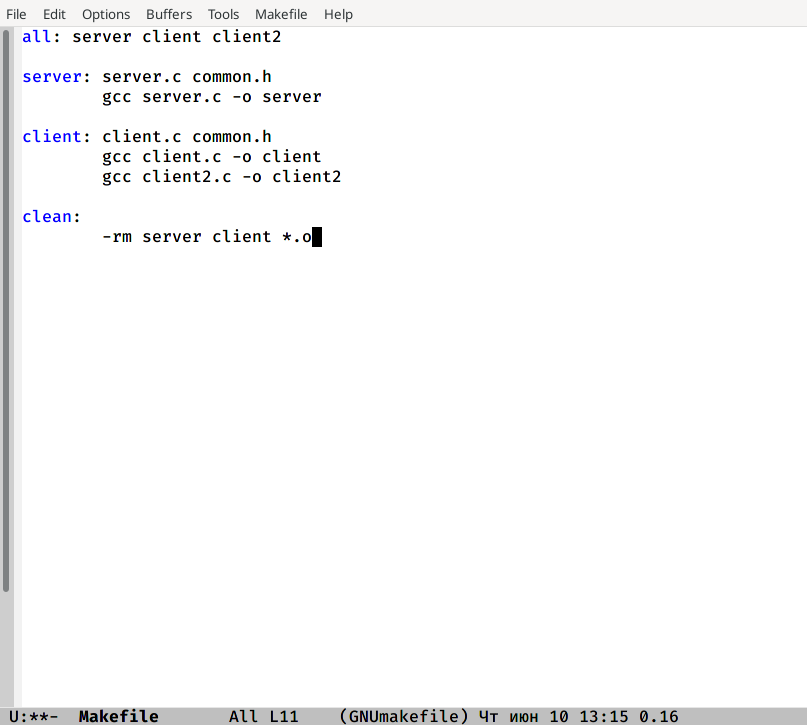 File Edit Options Buffers Tools Makefile Help
all: server client client2
server: server.c common.h
gcc server.c -o server
client: client.c common.h
gcc client.c -o client
gcc client2.c -o client2
clean:
-rm server client *.o
U:**- Makefile All L11 (GNUmakefile) Чт июн 10 13:15 0.16